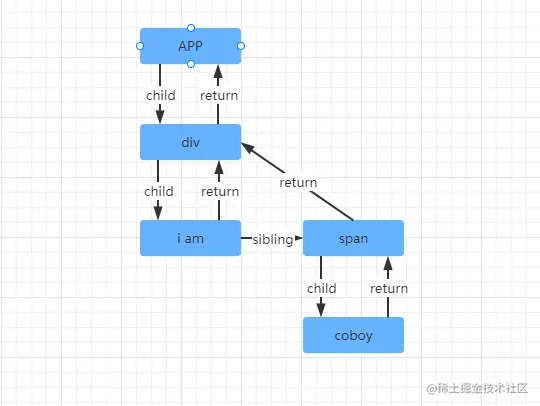 APP
child
return
div
child
return
return
i am
sibling
span
child
return
coboy
@稀土掘金技术社区